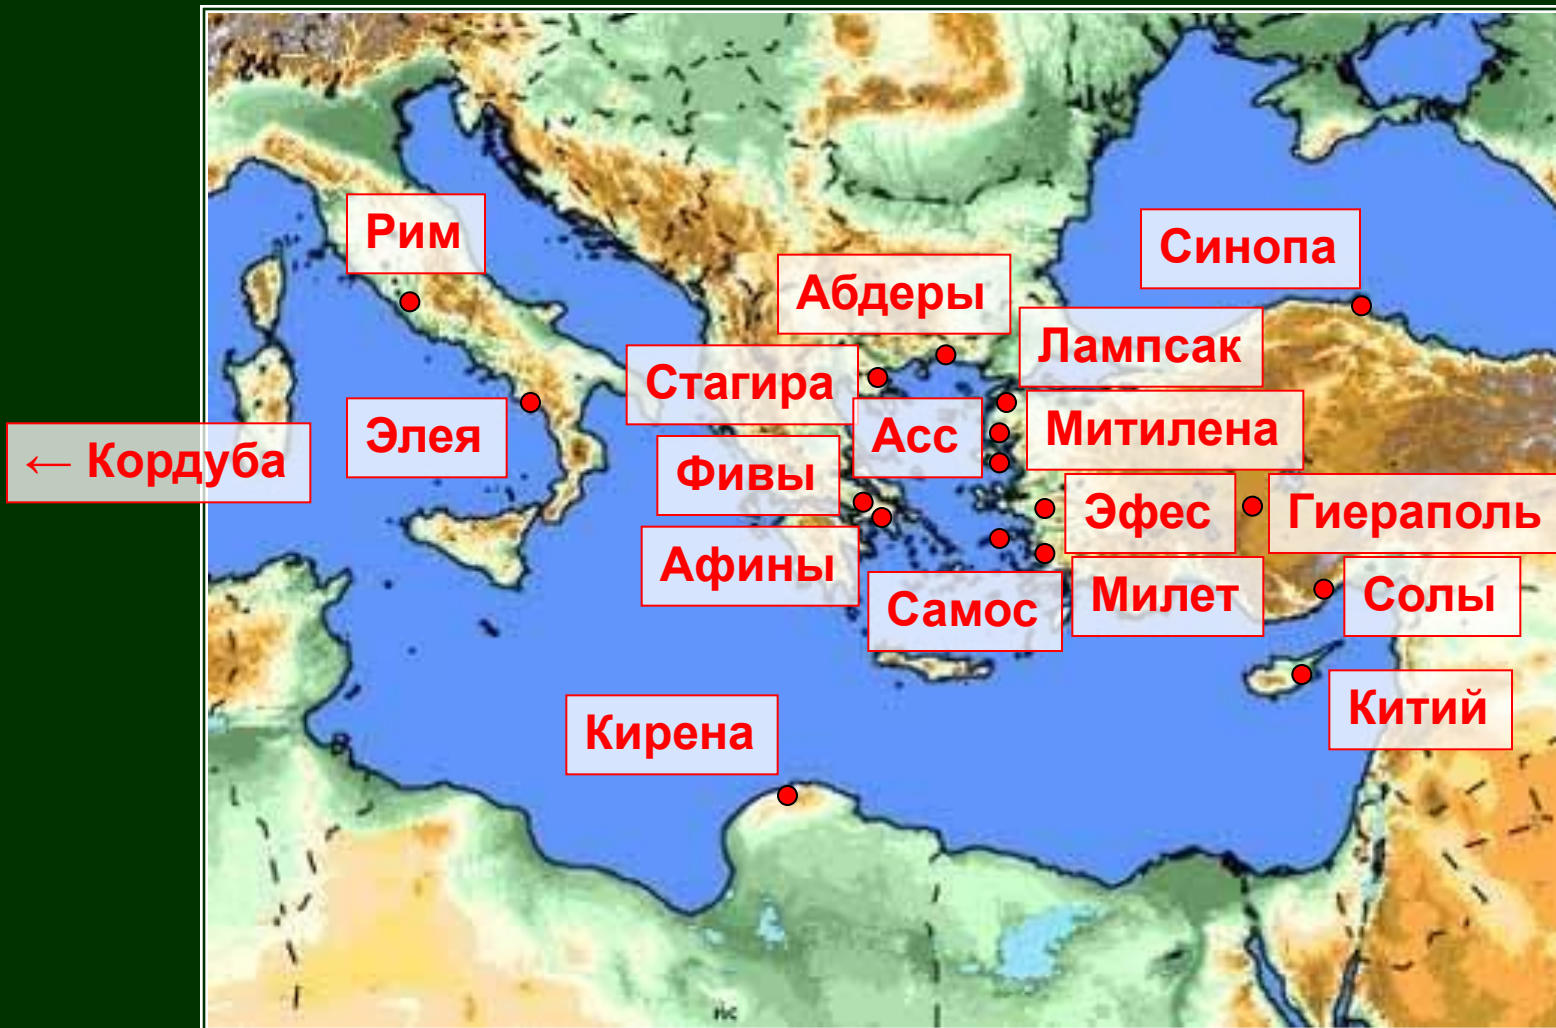 Рим
Синопа
Абдеры
Лампсак
Стагира
Элея
Асс
Митилена
← Кордуба
Фивы
Эфес
Гиераполь
Афины
Самос
Милет
Солы
Китий
Кирена